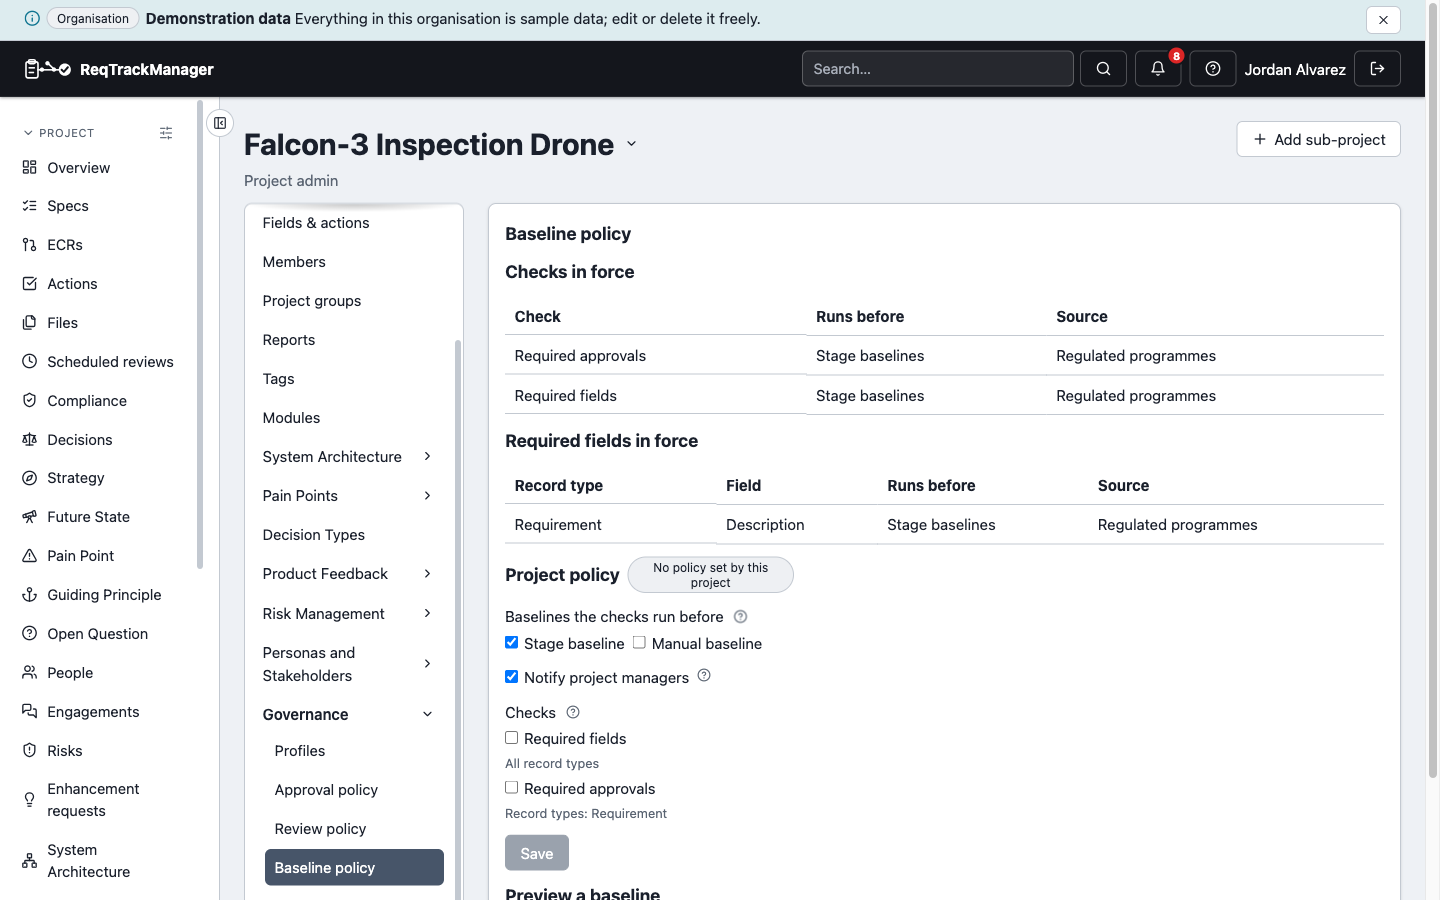 Organisation Demonstration data Everything in this organisation is sample data; edit or delete it freely.
ReqTrackManager
Search...
8
Jordan Alvarez
PROJECT
Overview
Specs
ECRs
Actions
Files
Scheduled reviews
Compliance
Decisions
Strategy
Future State
Pain Point
Guiding Principle
Open Question
People
Engagements
Risks
Enhancement
requests
System
Architecture
Falcon-3 Inspection Drone
Add sub-project
Project admin
Fields & actions
Members
Project groups
Reports
Tags
Modules
System Architecture
Pain Points
Decision Types
Product Feedback
Risk Management
Personas and
Stakeholders
Governance
Profiles
Approval policy
Review policy
Baseline policy
Baseline policy
Checks in force
Check Runs before Source
Required approvals Stage baselines Regulated programmes
Required fields Stage baselines Regulated programmes
Required fields in force
Record type Field Runs before Source
Requirement Description Stage baselines Regulated programmes
Project policy
No policy set by this
project
Baselines the checks run before
Stage baseline Manual baseline
Notify project managers
Checks
Required fields
All record types
Required approvals
Record types: Requirement
Save
Preview a baseline